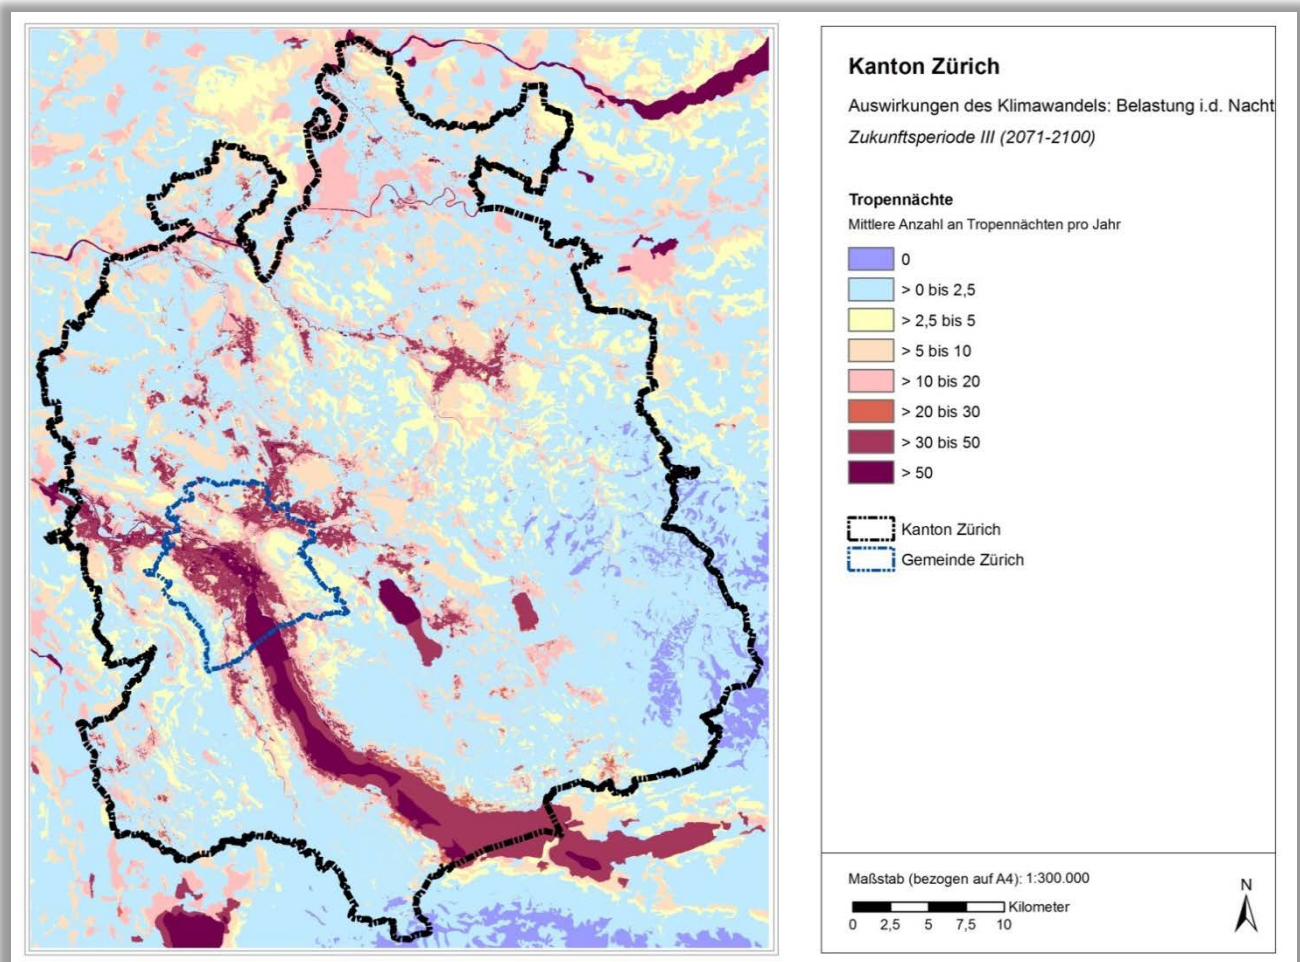 Kanton Zürich
Auswirkungen des Klimawandels: Belastung i.d. Nacht
Zukunftsperiode III (2071-2100)
Tropennächte
Mittlere Anzahl an Tropennächten pro Jahr
0
> 0 bis 2,5
> 2,5 bis 5
> 5 bis 10
> 10 bis 20
> 20 bis 30
> 30 bis 50
> 50
Kanton Zürich
Gemeinde Zürich
Maßstab (bezogen auf A4): 1:300.000
Kilometer
0 2,5 5 7,5 10
N